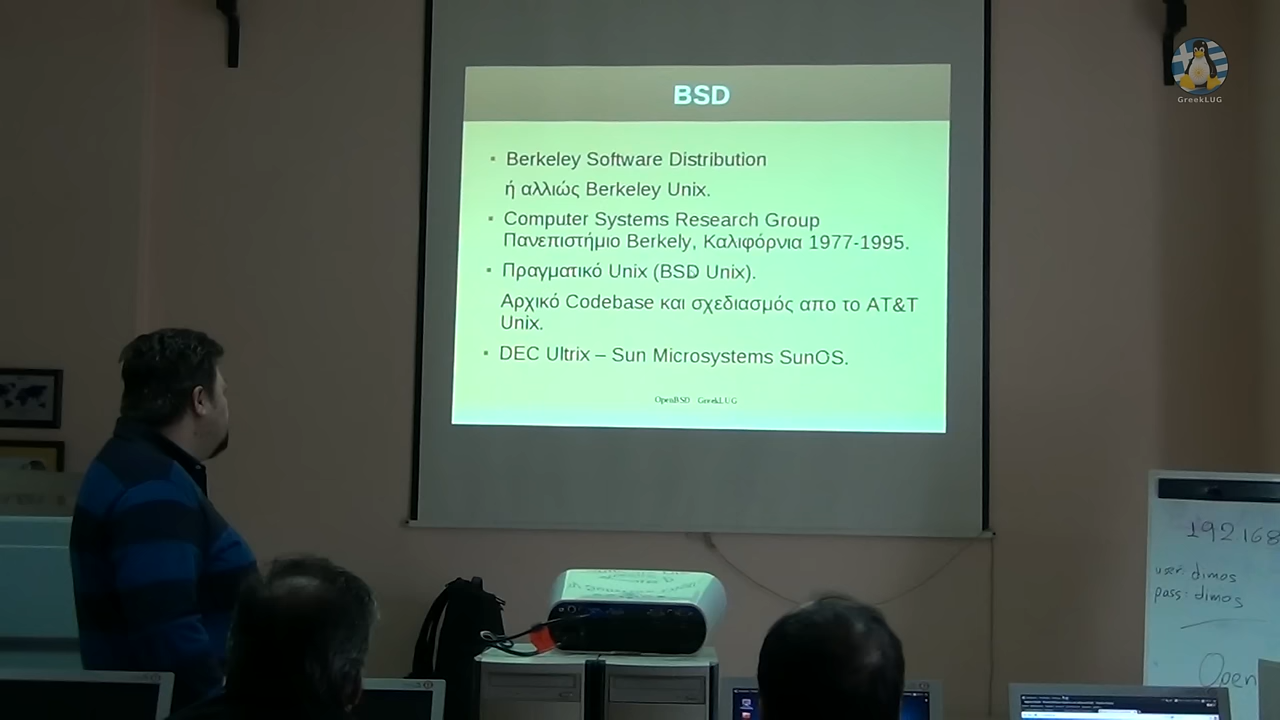 BSD
Berkeley Software Distribution
ή αλλιώς Berkeley Unix.
Computer Systems Research Group
Πανεπιστήμιο Berkely, Καλιφόρνια 1977-1995.
Πραγματικό Unix (BSD Unix).
Αρχικό Codebase και σχεδιασμός απο το AT&T
Unix.
DEC Ultrix – Sun Microsystems SunOS.
OpenBSD GreekLUG
GreekLUG
192168
user: dimos
pass: dimos
Open